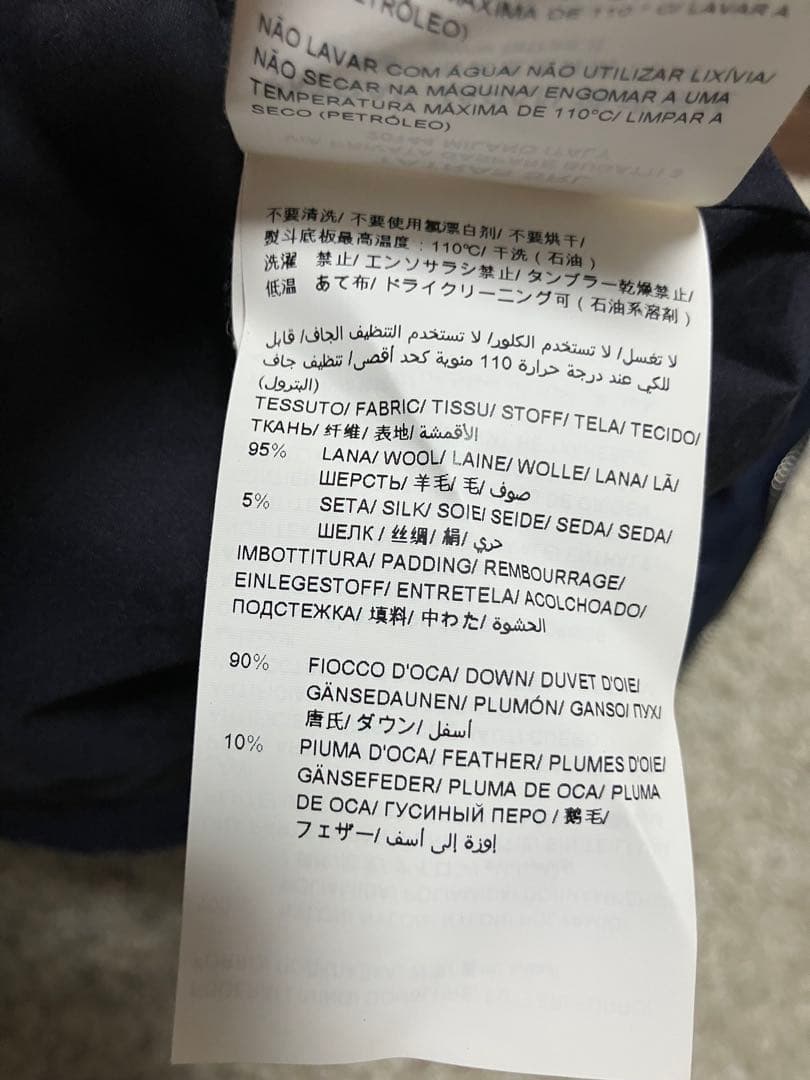 PETRÓLEO)
MÁXIMA DE 110°C/ LAVAR A
NÃO LAVAR COM ÁGUA/ NÃO UTILIZAR LIXÍVIA/
NÃO SECAR NA MÁQUINA/ ENGOMAR A UMA
TEMPERATURA MÁXIMA DE 110°C/ LIMPAR A
SECO (PETRÓLEO)
不要清洗/ 不要使用氯漂白剂/ 不要烘干/
熨斗底板最高温度：110℃/ 干洗（石油）
洗濯 禁止/ エンソサラシ禁止/ タンブラー乾燥禁止/
低温 あて布/ ドライクリーニング可 ( 石油系溶剤 )
لا تغسل/ لا تستخدم الكلور/ لا تستخدم التنظيف الجاف/ قابل
للكي عند درجة حرارة 110 مئوية كحد أقصى/ تنظيف جاف
(البترول)
TESSUTO/ FABRIC/ TISSU/ STOFF/ TELA/ TECIDO/
ТКАНЬ/ 纤维/ 表地/ الأقمشة
95% LANA/ WOOL/ LAINE/ WOLLE/ LANA/ LÃ/
ШЕРСТЬ/ 羊毛/ 毛/ صوف
5% SETA/ SILK/ SOIE/ SEIDE/ SEDA/ SEDA/
ШЕЛК / 丝绸/ 絹/ حري
IMBOTTITURA/ PADDING/ REMBOURRAGE/
EINLEGESTOFF/ ENTRETELA/ ACOLCHOADO/
ПОДСТЕЖКА/ 填料/ 中わた/ الحشوة
90% FIOCCO D'OCA/ DOWN/ DUVET D'OIE/
GÄNSEDAUNEN/ PLUMÓN/ GANSO/ ПУХ/
唐氏/ ダウン/ أسفل
10% PIUMA D'OCA/ FEATHER/ PLUMES D'OIE/
GÄNSEFEDER/ PLUMA DE OCA/ PLUMA
DE OCA/ ГУСИНЫЙ ПЕРО / 鹅毛/
フェザー/ إوزة إلى أسف